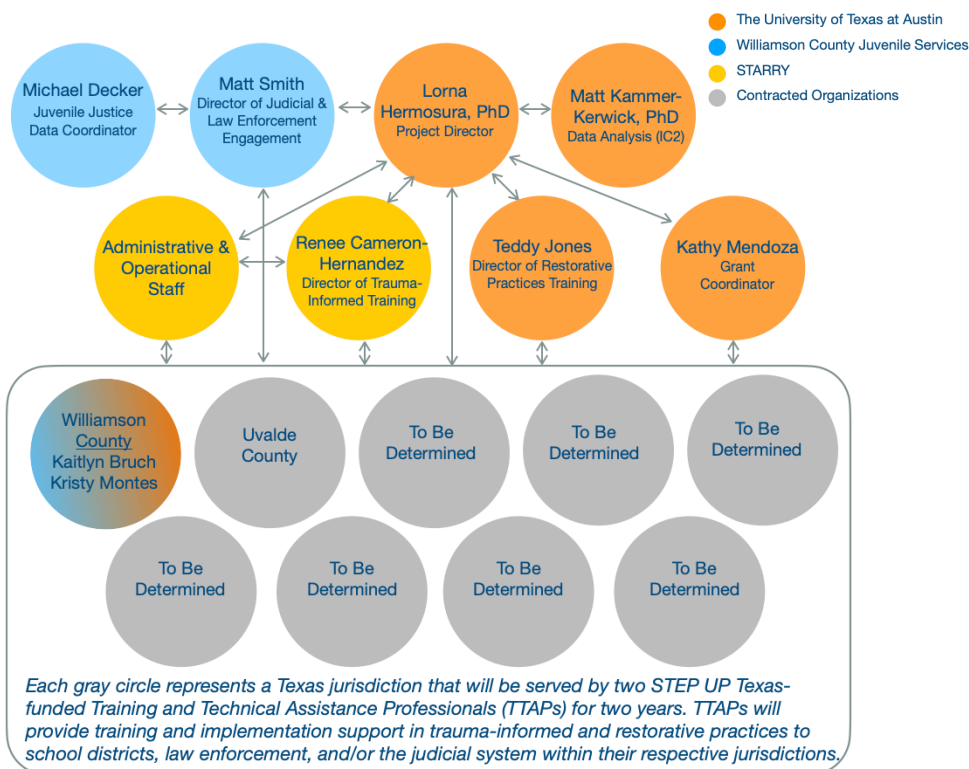 The University of Texas at Austin
Williamson County Juvenile Services
STARRY
Contracted Organizations
Michael Decker
Juvenile Justice
Data Coordinator
Matt Smith
Director of Judicial &
Law Enforcement
Engagement
Lorna
Hermosura, PhD
Project Director
Matt Kammer-
Kerwick, PhD
Data Analysis (IC2)
Administrative &
Operational
Staff
Renee Cameron-
Hernandez
Director of Trauma-
Informed Training
Teddy Jones
Director of Restorative
Practices Training
Kathy Mendoza
Grant
Coordinator
Williamson
County
Kaitlyn Bruch
Kristy Montes
Uvalde
County
To Be
Determined
To Be
Determined
To Be
Determined
To Be
Determined
To Be
Determined
To Be
Determined
To Be
Determined
Each gray circle represents a Texas jurisdiction that will be served by two STEP UP Texas-
funded Training and Technical Assistance Professionals (TTAPs) for two years. TTAPs will
provide training and implementation support in trauma-informed and restorative practices to
school districts, law enforcement, and/or the judicial system within their respective jurisdictions.